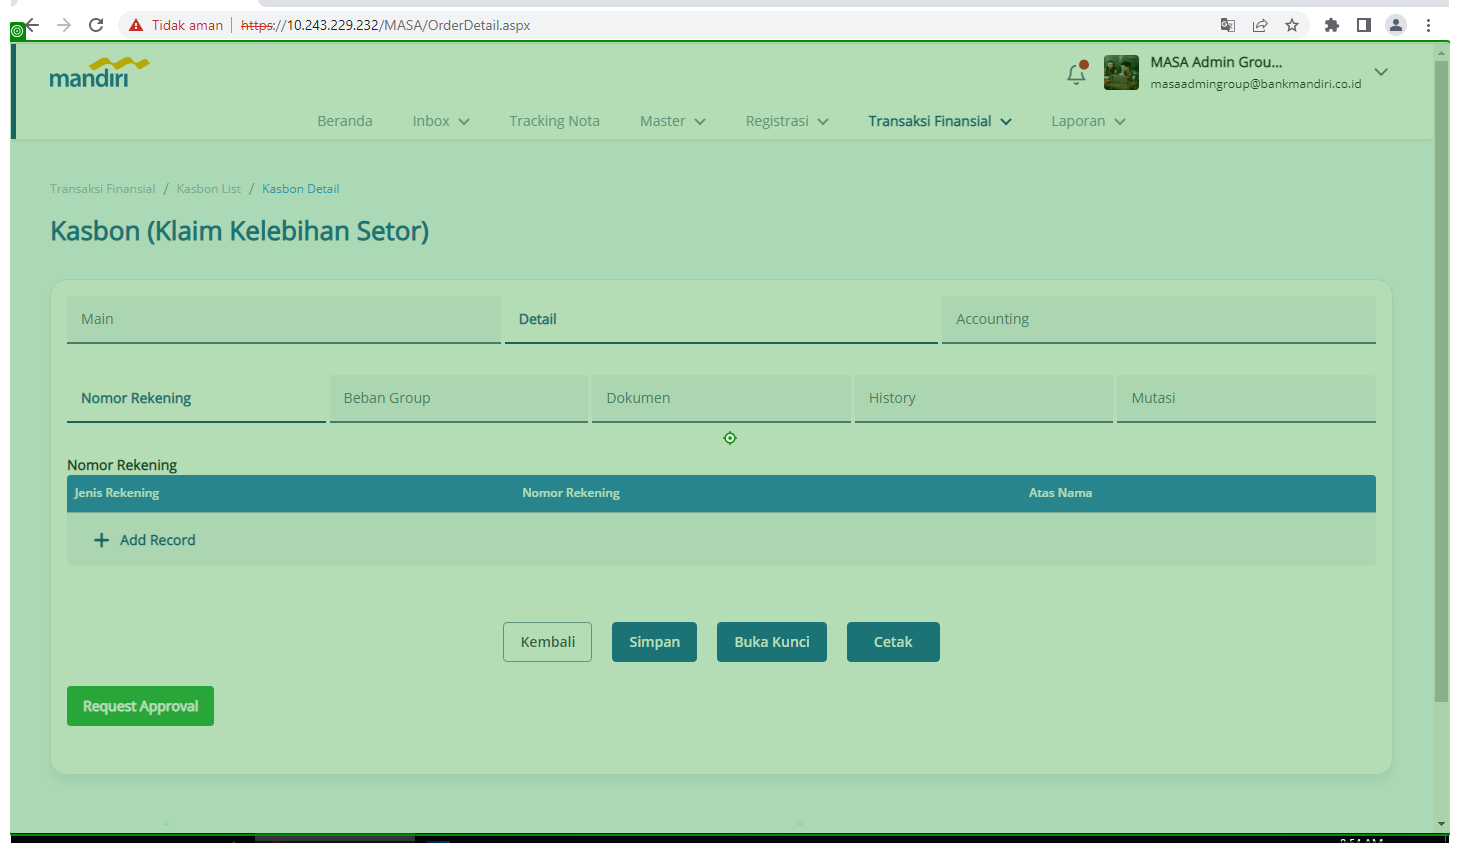 Tidak aman https://10.243.229.232/MASA/OrderDetail.aspx
mandiri
MASA Admin Grou...
masaadmingroup@bankmandiri.co.id
Beranda Inbox Tracking Nota Master Registrasi Transaksi Finansial Laporan
Transaksi Finansial / Kasbon List / Kasbon Detail
Kasbon (Klaim Kelebihan Setor)
Main Detail Accounting
Nomor Rekening Beban Group Dokumen History Mutasi
Nomor Rekening
Jenis Rekening Nomor Rekening Atas Nama
+ Add Record
Kembali Simpan Buka Kunci Cetak
Request Approval